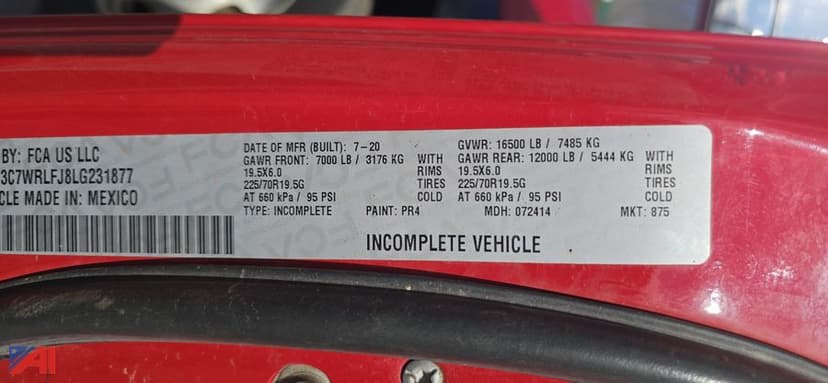 BY: FCA US LLC
3C7WRLFJ8LG231877
CLE MADE IN: MEXICO
DATE OF MFR (BUILT): 7-20
GAWR FRONT: 7000 LB / 3176 KG WITH
19.5X6.0 RIMS
225/70R19.5G TIRES
AT 660 kPa / 95 PSI COLD
TYPE: INCOMPLETE PAINT: PR4
GVWR: 16500 LB / 7485 KG
GAWR REAR: 12000 LB / 5444 KG WITH
19.5X6.0 RIMS
225/70R19.5G TIRES
AT 660 kPa / 95 PSI COLD
MDH: 072414 MKT: 875
INCOMPLETE VEHICLE
AI